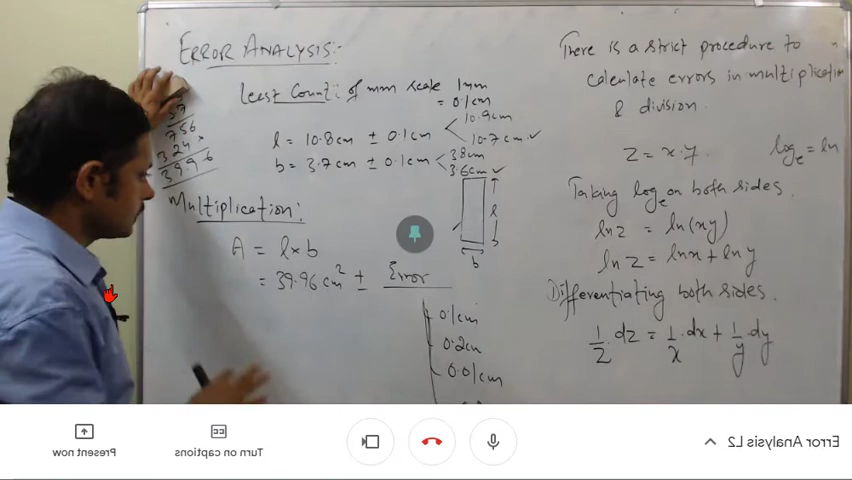 ERROR ANALYSIS:-
Least Count of mm scale 1mm
= 0.1cm
l = 10.8cm ± 0.1cm
10.9cm
10.7cm ✓
b = 3.7cm ± 0.1cm
3.8cm
3.6cm ✓
37
756
324×
39.96
Multiplication:
A = l×b
= 39.96 cm² ± Error
l
b
0.1cm
0.2cm
0.01cm
There is a strict procedure to
calculate errors in multiplication
& division.
z = x.y.
logₑ = ln
Taking logₑ on both sides.
ln z = ln(xy)
ln z = ln x + ln y
Differentiating both sides.
1/z . dz = 1/x . dx + 1/y dy
Present now
Turn on captions
Error Analysis L2